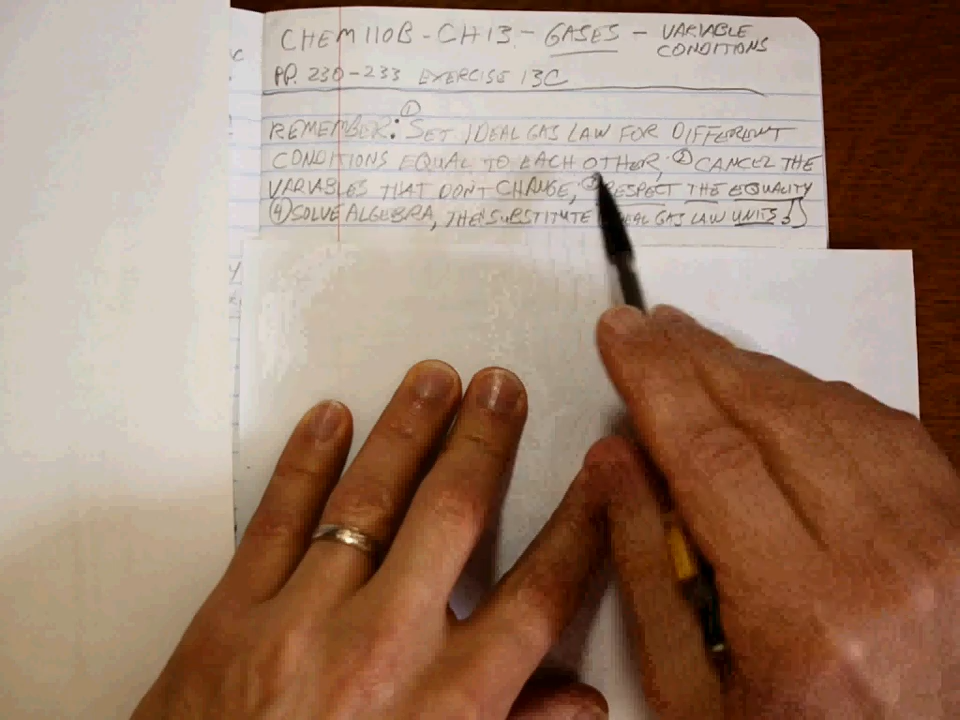 CHEM 110B - CH 13 - GASES - VARIABLE CONDITIONS
PP. 230-233 EXERCISE 13C
REMEMBER: ① SET IDEAL GAS LAW FOR DIFFERENT
CONDITIONS EQUAL TO EACH OTHER, ② CANCEL THE
VARIABLES THAT DON'T CHANGE, ③ RESPECT THE EQUALITY
(4) SOLVE ALGEBRA, THE SUBSTITUTE GAS LAW UNITS